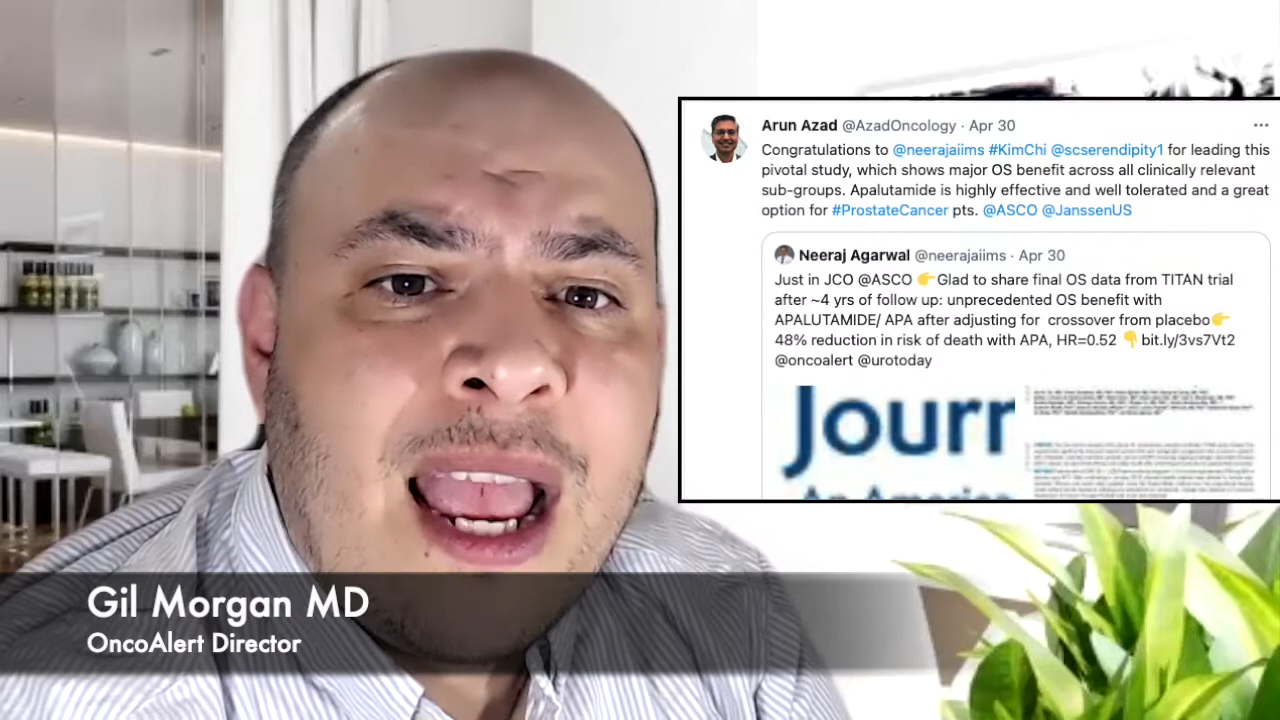 Arun Azad @AzadOncology · Apr 30 ···
Congratulations to @neerajaiims #KimChi @scserendipity1 for leading this
pivotal study, which shows major OS benefit across all clinically relevant
sub-groups. Apalutamide is highly effective and well tolerated and a great
option for #ProstateCancer pts. @ASCO @JanssenUS
Neeraj Agarwal @neerajaiims · Apr 30
Just in JCO @ASCO 👉Glad to share final OS data from TITAN trial
after ~4 yrs of follow up: unprecedented OS benefit with
APALUTAMIDE/ APA after adjusting for crossover from placebo👉
48% reduction in risk of death with APA, HR=0.52 👇 bit.ly/3vs7Vt2
@oncoalert @urotoday
Jourr
Gil Morgan MD
OncoAlert Director